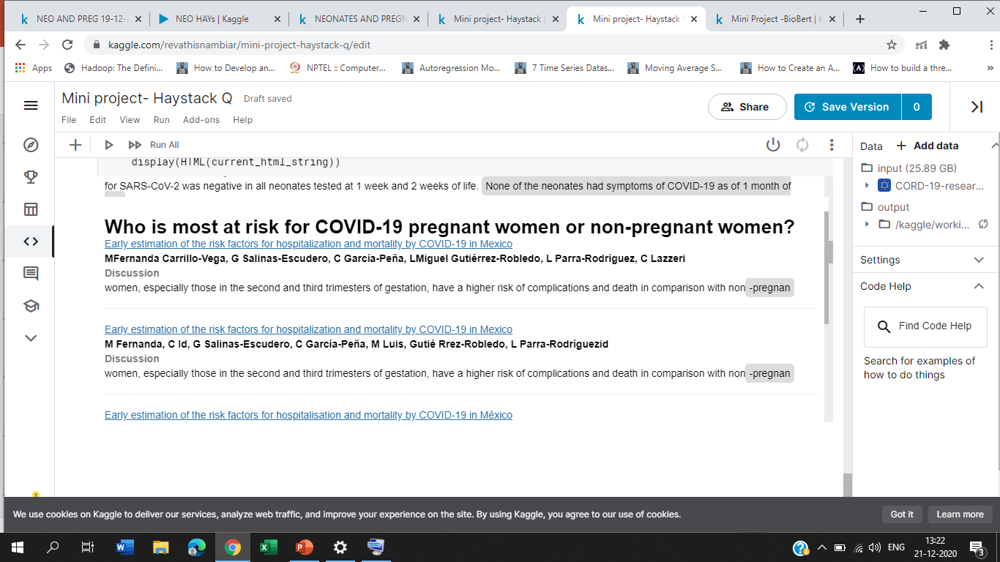 NEO AND PREG 19-12-2
NEO HAYs | Kaggle
NEONATES AND PREGN
Mini project- Haystack |
Mini project- Haystack
Mini Project -BioBert | K
kaggle.com/revathisnambiar/mini-project-haystack-q/edit
Apps
Hadoop: The Defini...
How to Develop an...
NPTEL :: Computer...
Autoregression Mo...
7 Time Series Datas...
Moving Average S...
How to Create an A...
How to build a thre...
Mini project- Haystack Q Draft saved
File Edit View Run Add-ons Help
Share
Save Version 0
Run All
display(HTML(current_html_string))
for SARS-CoV-2 was negative in all neonates tested at 1 week and 2 weeks of life. None of the neonates had symptoms of COVID-19 as of 1 month of
Who is most at risk for COVID-19 pregnant women or non-pregnant women?
Early estimation of the risk factors for hospitalization and mortality by COVID-19 in Mexico
MFernanda Carrillo-Vega, G Salinas-Escudero, C García-Peña, LMiguel Gutiérrez-Robledo, L Parra-Rodríguez, C Lazzeri
Discussion
women, especially those in the second and third trimesters of gestation, have a higher risk of complications and death in comparison with non -pregnan
Early estimation of the risk factors for hospitalization and mortality by COVID-19 in Mexico
M Fernanda, C Id, G Salinas-Escudero, C García-Peña, M Luis, Gutié Rrez-Robledo, L Parra-Rodríguezid
Discussion
women, especially those in the second and third trimesters of gestation, have a higher risk of complications and death in comparison with non -pregnan
Early estimation of the risk factors for hospitalisation and mortality by COVID-19 in México
Data + Add data
input (25.89 GB)
CORD-19-resear...
output
/kaggle/worki...
Settings
Code Help
Find Code Help
Search for examples of
how to do things
1
We use cookies on Kaggle to deliver our services, analyze web traffic, and improve your experience on the site. By using Kaggle, you agree to our use of cookies.
Got it
Learn more
ENG
13:22
21-12-2020
3